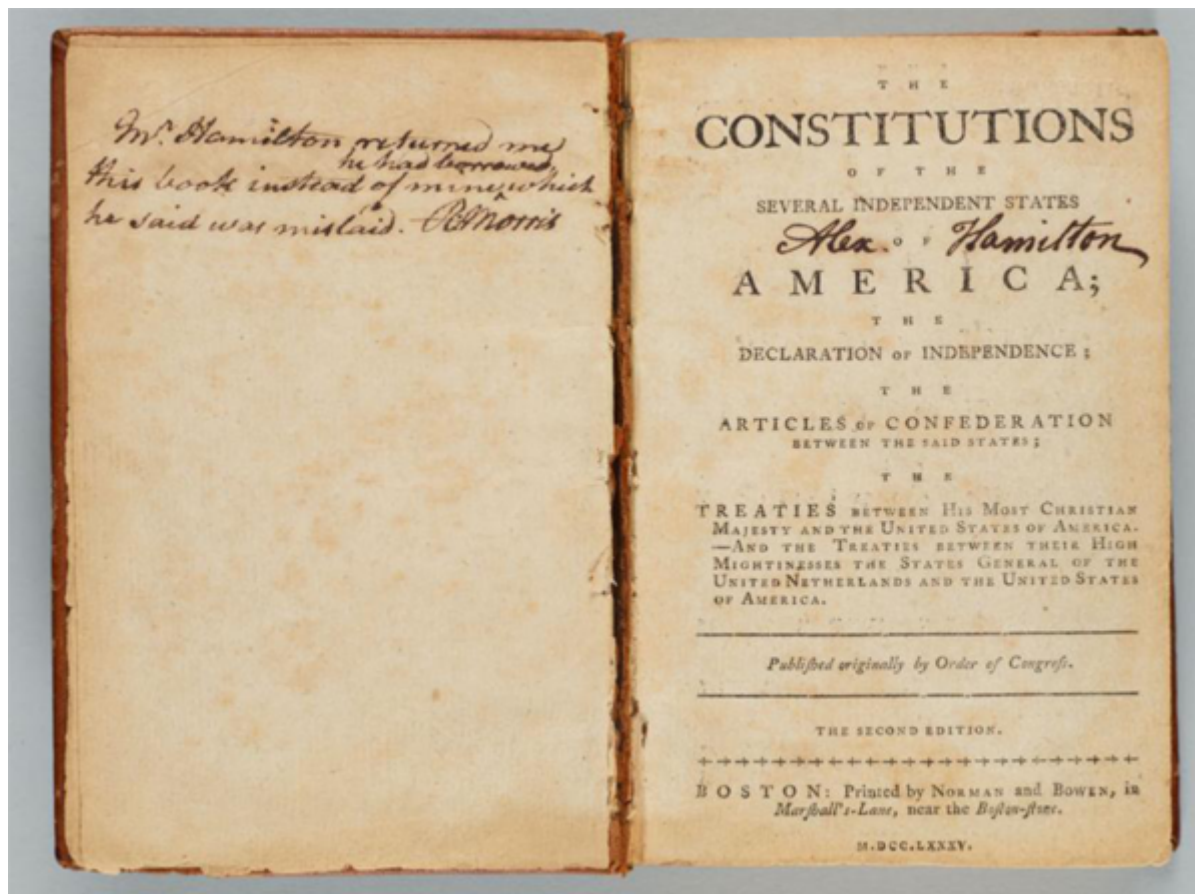 Mr. Hamilton returned me
he had borrowed
this book instead of mine, which
he said was mislaid. RMorris
THE
CONSTITUTIONS
OF THE
SEVERAL INDEPENDENT STATES
Alex. OF Hamilton
AMERICA;
THE
DECLARATION OF INDEPENDENCE;
THE
ARTICLES OF CONFEDERATION
BETWEEN THE SAID STATES;
THE
TREATIES BETWEEN HIS MOST CHRISTIAN
MAJESTY AND THE UNITED STATES OF AMERICA.
—AND THE TREATIES BETWEEN THEIR HIGH
MIGHTINESSES THE STATES GENERAL OF THE
UNITED NETHERLANDS AND THE UNITED STATES
OF AMERICA.
Publiſhed originally by Order of Congreſs.
THE SECOND EDITION.
BOSTON: Printed by NORMAN and BOWEN, in
Marſhall's-Lane, near the Boſton-ſtone.
M.DCC.LXXXV.